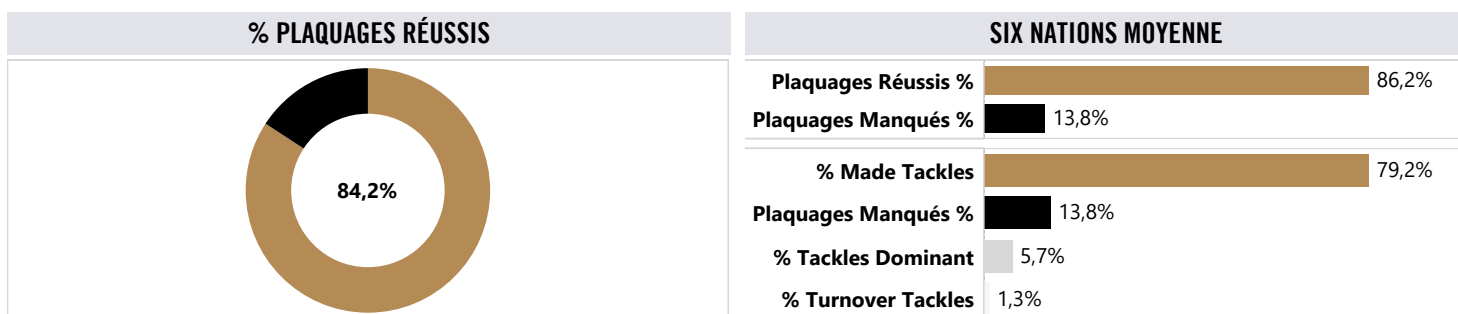 % PLAQUAGES RÉUSSIS
84,2%
SIX NATIONS MOYENNE
Plaquages Réussis % 86,2%
Plaquages Manqués % 13,8%
% Made Tackles 79,2%
Plaquages Manqués % 13,8%
% Tackles Dominant 5,7%
% Turnover Tackles 1,3%